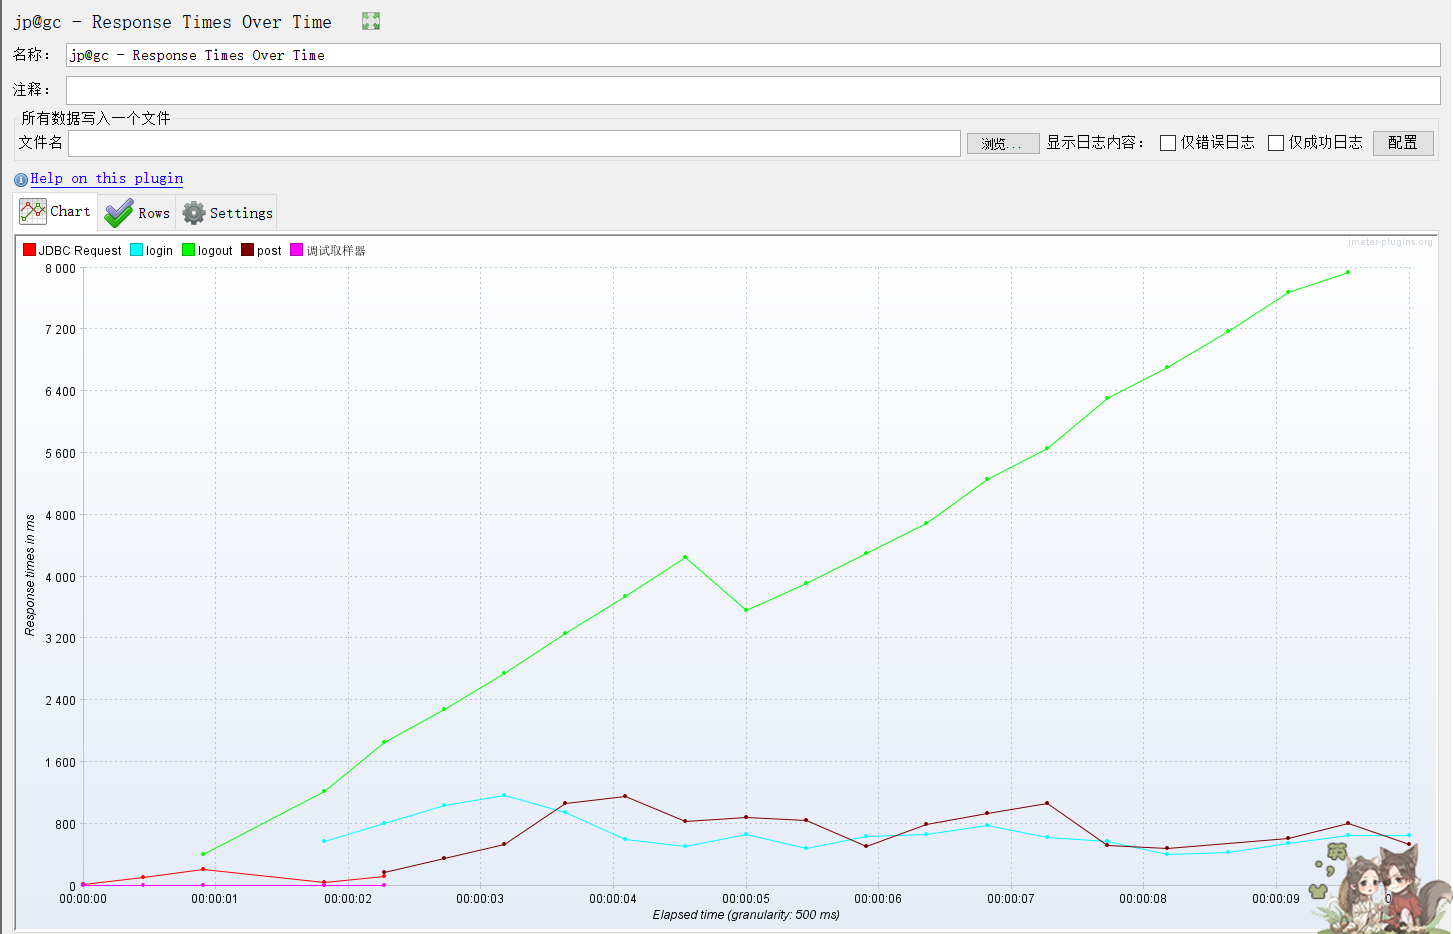 jp@gc - Response Times Over Time
名称： jp@gc - Response Times Over Time
注释：
所有数据写入一个文件
文件名 浏览... 显示日志内容： 仅错误日志 仅成功日志 配置
Help on this plugin
Chart Rows Settings
jmeter-plugins.org
JDBC Request login logout post 调试取样器
8 000
7 200
6 400
5 600
4 800
4 000
3 200
2 400
1 600
800
0
Response times in ms
00:00:00 00:00:01 00:00:02 00:00:03 00:00:04 00:00:05 00:00:06 00:00:07 00:00:08 00:00:09
Elapsed time (granularity: 500 ms)
英